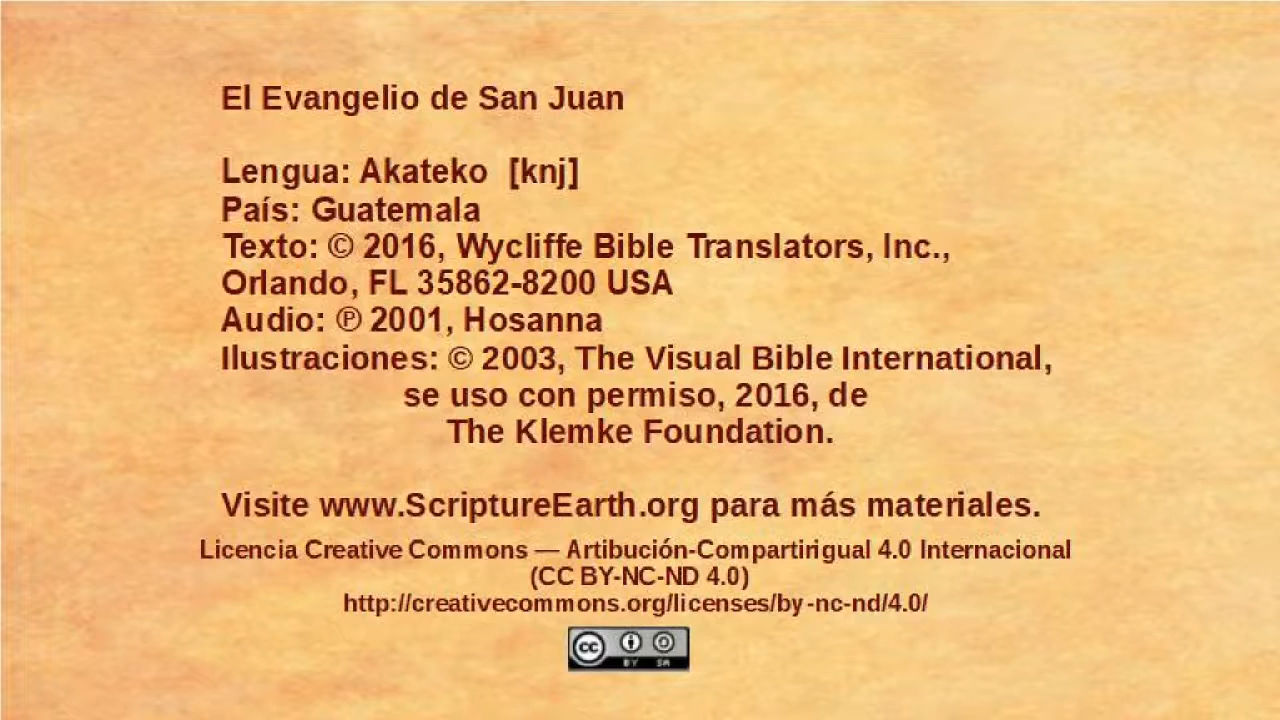 El Evangelio de San Juan
Lengua: Akateko [knj]
País: Guatemala
Texto: © 2016, Wycliffe Bible Translators, Inc.,
Orlando, FL 35862-8200 USA
Audio: ℗ 2001, Hosanna
Ilustraciones: © 2003, The Visual Bible International,
se uso con permiso, 2016, de
The Klemke Foundation.
Visite www.ScriptureEarth.org para más materiales.
Licencia Creative Commons — Artibución-Compartirigual 4.0 Internacional
(CC BY-NC-ND 4.0)
http://creativecommons.org/licenses/by-nc-nd/4.0/
cc BY SA